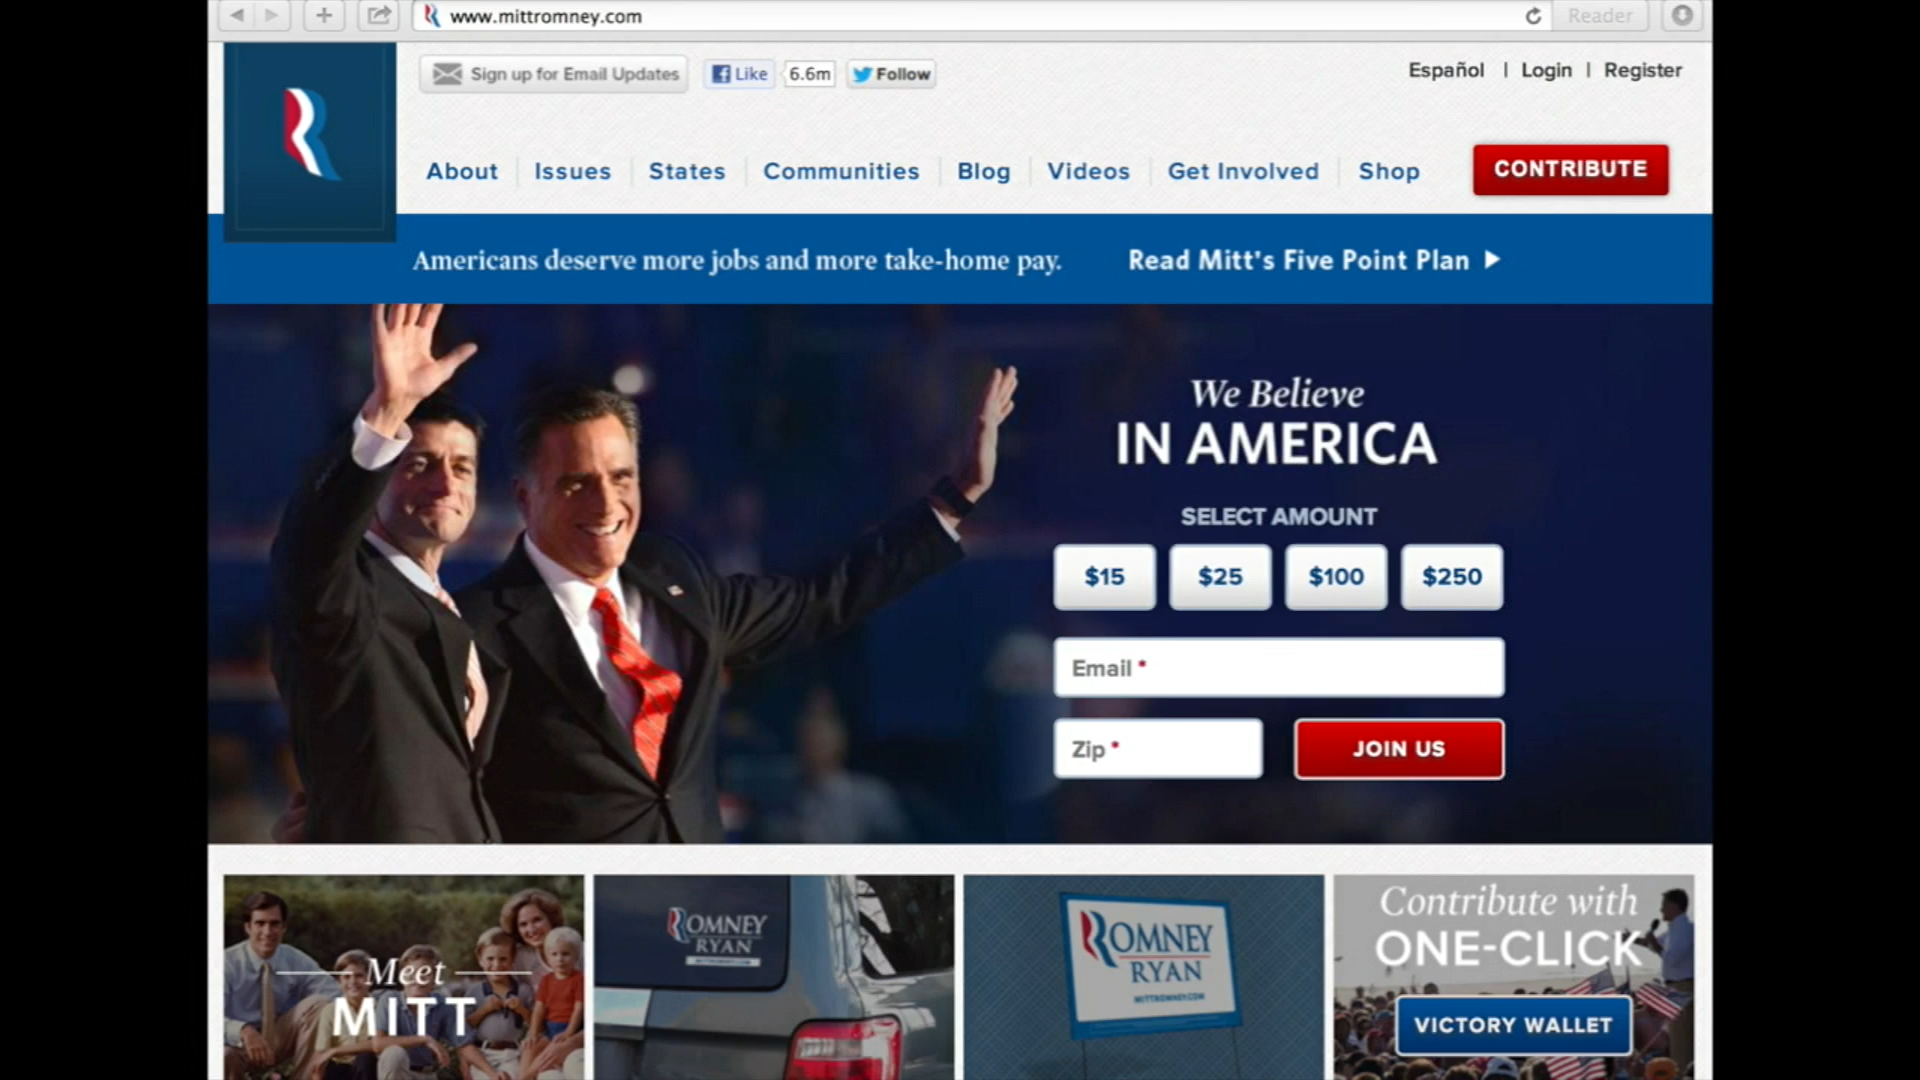 www.mittromney.com
Reader
Sign up for Email Updates
Like
6.6m
Follow
Español | Login | Register
About
Issues
States
Communities
Blog
Videos
Get Involved
Shop
CONTRIBUTE
Americans deserve more jobs and more take-home pay.
Read Mitt's Five Point Plan
We Believe
IN AMERICA
SELECT AMOUNT
$15
$25
$100
$250
Email *
Zip *
JOIN US
Meet
MITT
ROMNEY
RYAN
ROMNEY
RYAN
MITTROMNEY.COM
Contribute with
ONE-CLICK
VICTORY WALLET